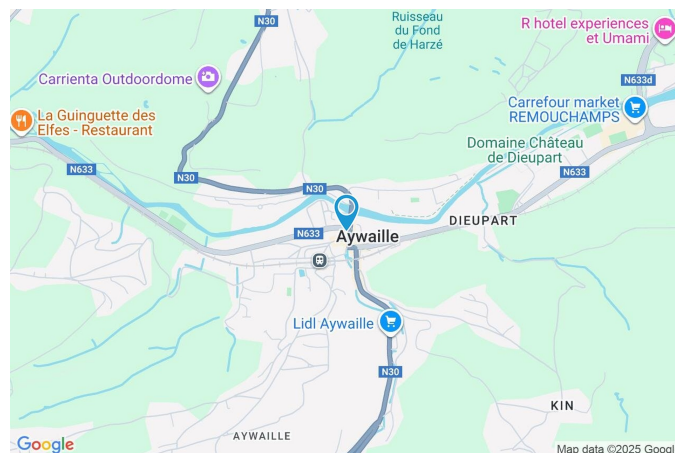 N30
Ruisseau
du Fond
de Harzé
R hotel experiences
et Umami
Carrienta Outdoordome
N633d
La Guinguette des
Elfes - Restaurant
Carrefour market
REMOUCHAMPS
Domaine Château
de Dieupart
N633
N633
N30
N30
DIEUPART
N633
Aywaille
Lidl Aywaille
N30
KIN
AYWAILLE
N30
Google
Map data ©2025 Googl